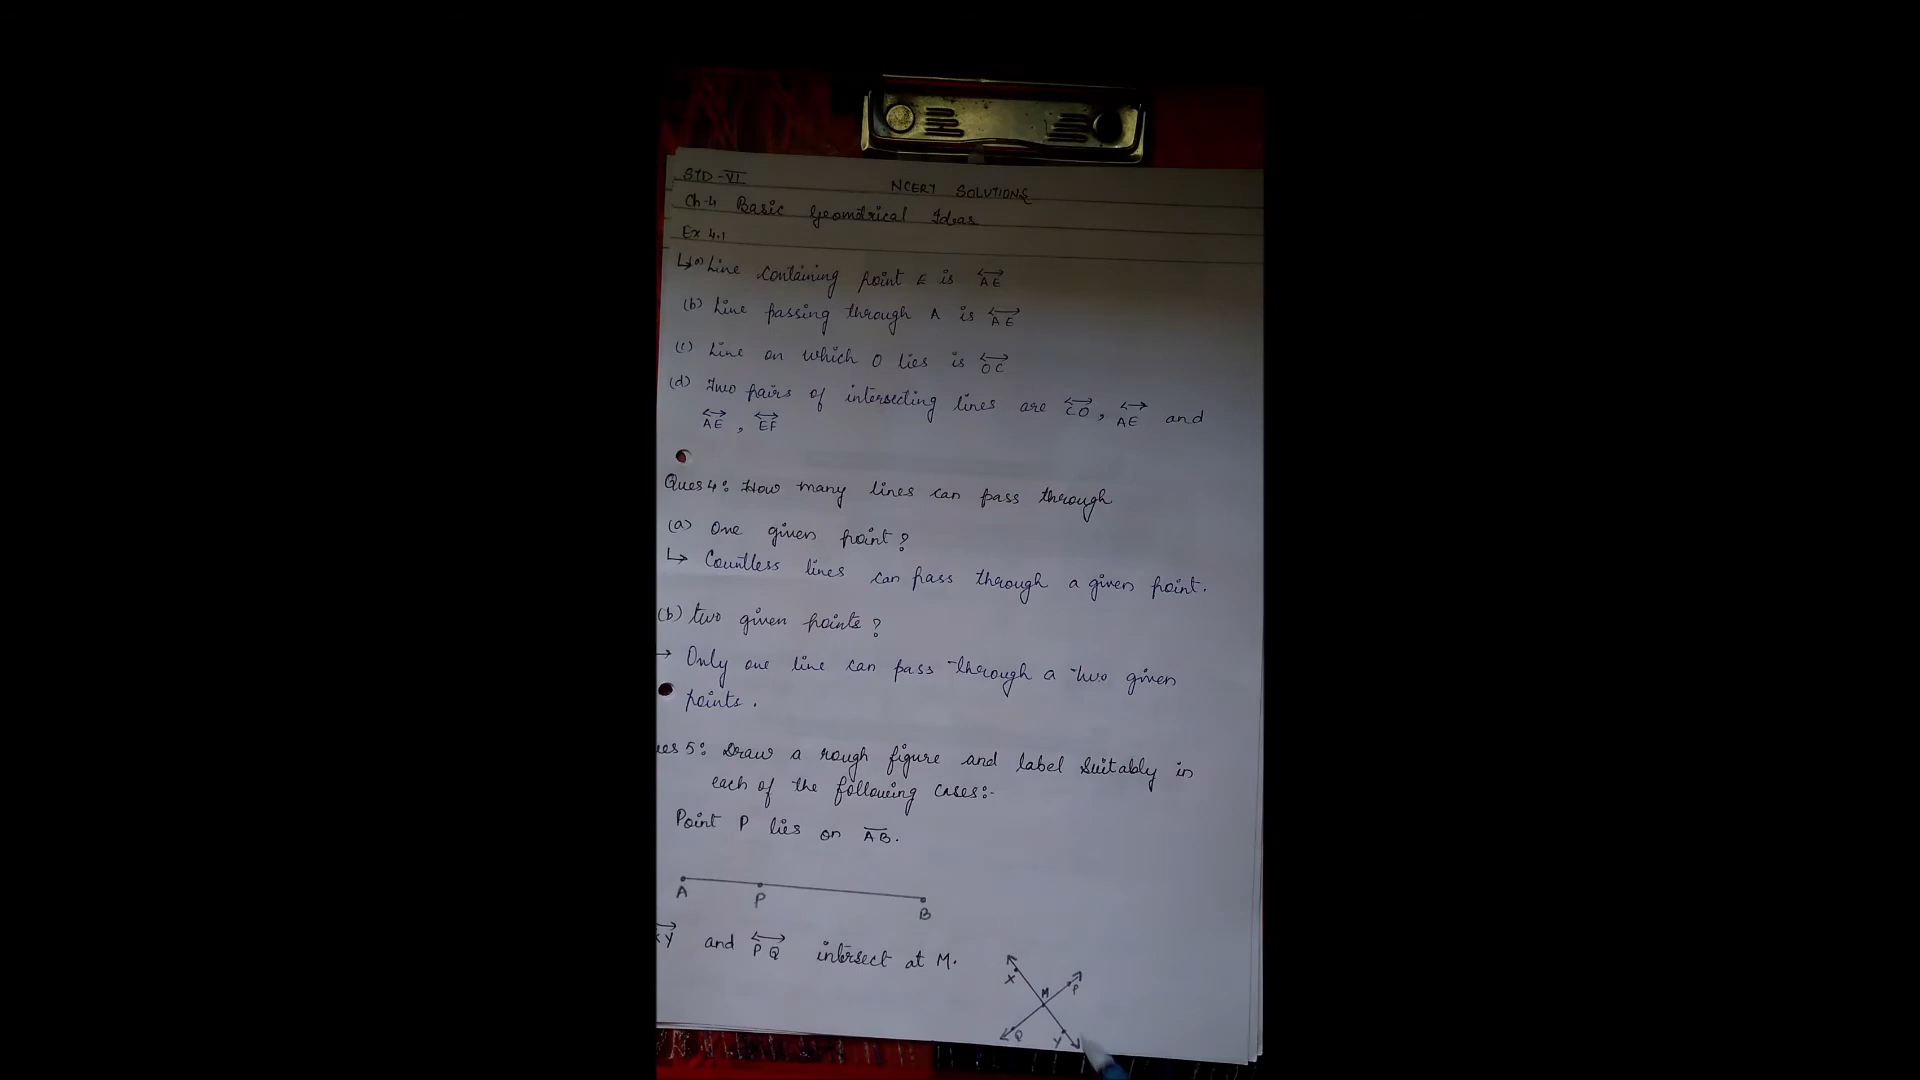 STD - VI NCERT SOLUTIONS
Ch-4 Basic Geometrical Ideas
Ex 4.1
↳ (a) Line containing point E is AE
(b) Line passing through A is AE
(c) Line on which O lies is OC
(d) Two pairs of intersecting lines are CO, AE and
AE, EF
Ques 4: How many lines can pass through
(a) One given point?
↳ Countless lines can pass through a given point.
(b) two given points?
→ Only one line can pass through a two given
points.
ues 5: Draw a rough figure and label suitably in
each of the following cases:-
Point P lies on AB.
A P B
XY and PQ intersect at M.
X M P
Q Y